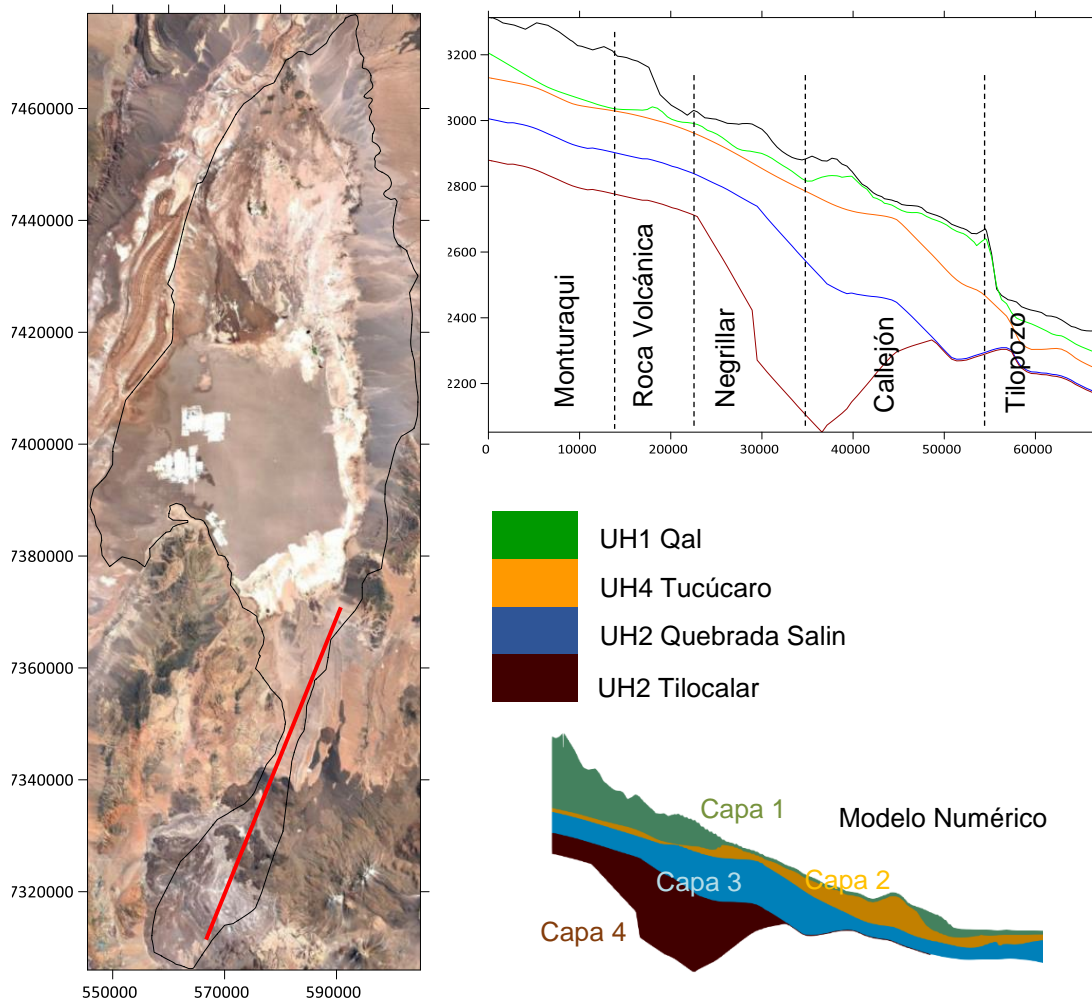 7460000
7440000
7420000
7400000
7380000
7360000
7340000
7320000
550000
570000
590000
3200
3000
2800
2600
2400
2200
0
10000
20000
30000
40000
50000
60000
Monturaqui
Roca Volcánica
Negrillar
Callejón
Tilopozo
UH1 Qal
UH4 Tucúcaro
UH2 Quebrada Salin
UH2 Tilocalar
Capa 1
Modelo Numérico
Capa 2
Capa 3
Capa 4